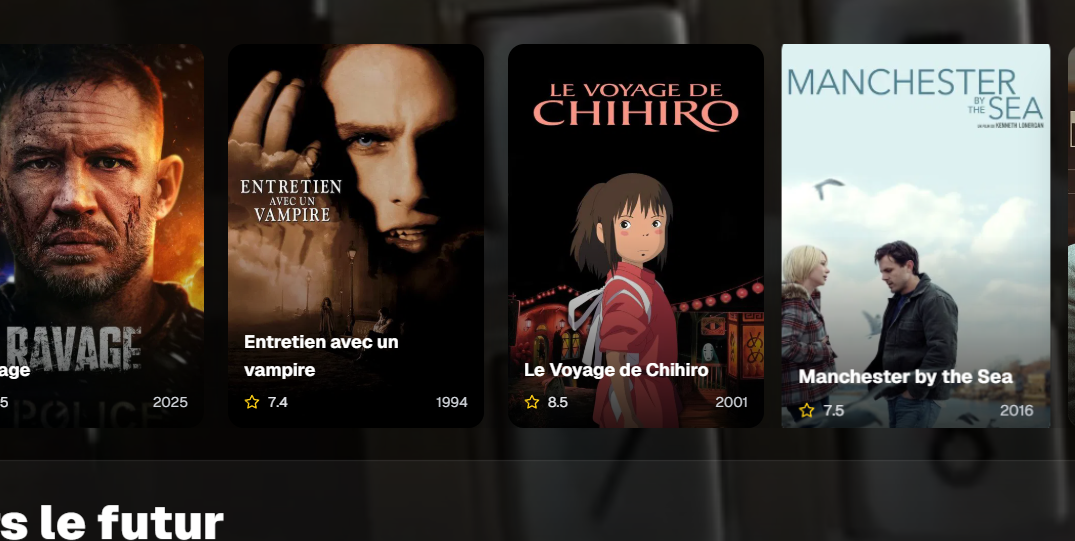 RAVAGE
age
5
2025
POLICE
ENTRETIEN
AVEC UN
VAMPIRE
Entretien avec un
vampire
7.4
1994
LE VOYAGE DE
CHIHIRO
Le Voyage de Chihiro
8.5
2001
MANCHESTER
BY
THE SEA
UN FILM DE KENNETH LONERGAN
Manchester by the Sea
7.5
2016
s le futur